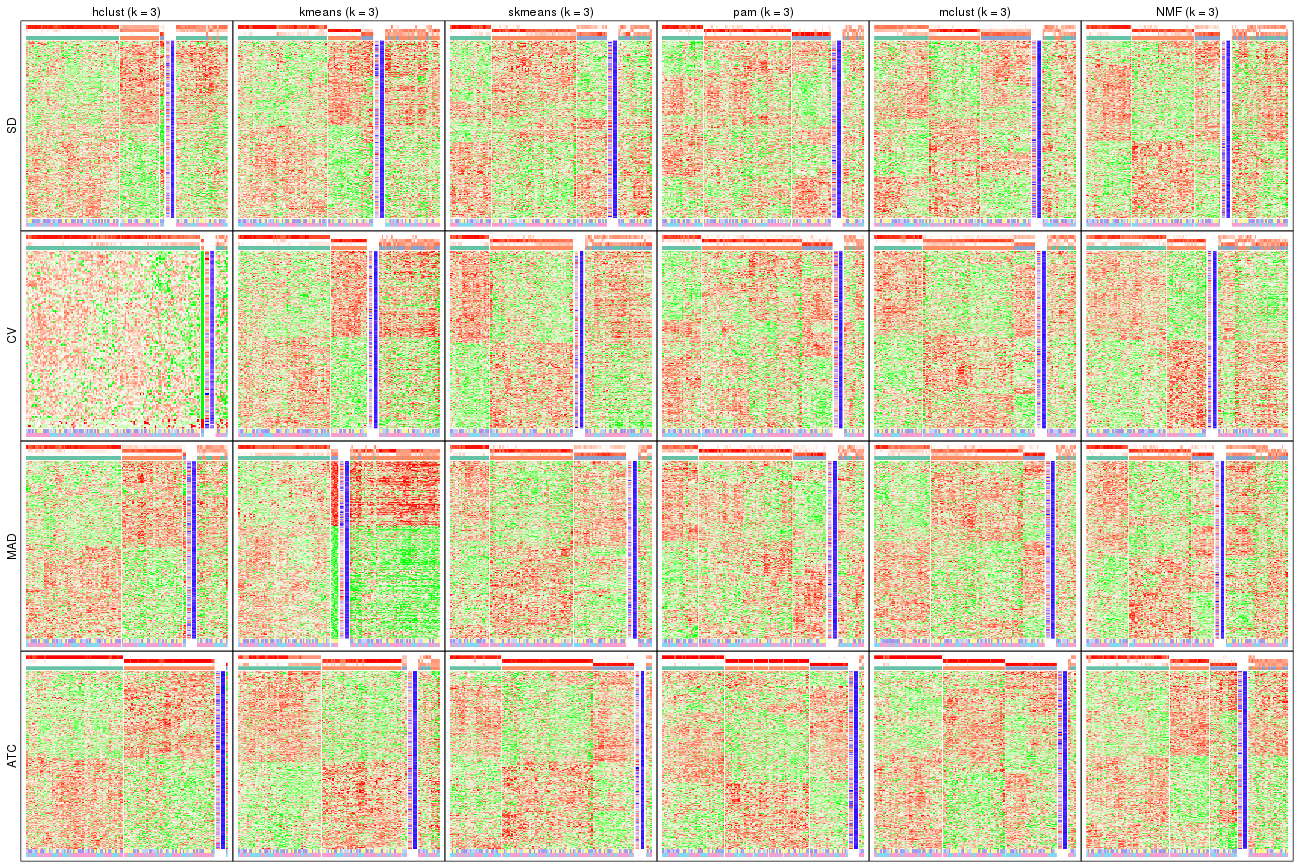 hclust (k = 3)
kmeans (k = 3)
skmeans (k = 3)
pam (k = 3)
mclust (k = 3)
NMF (k = 3)
SD
CV
MAD
ATC